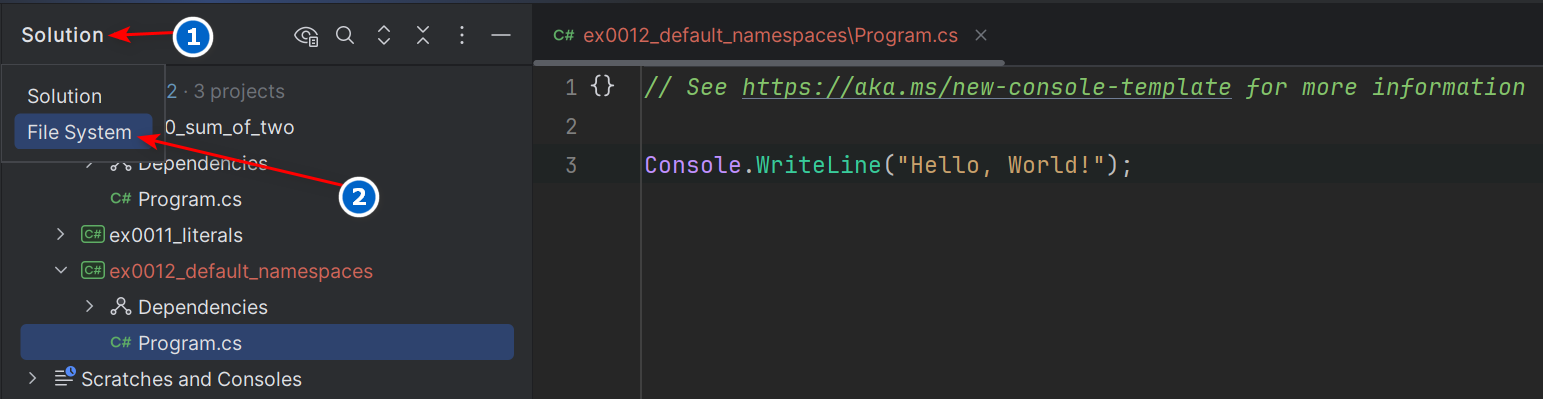 Solution
1
C# ex0012_default_namespaces\Program.cs
Solution
2 · 3 projects
File System
0_sum_of_two
Dependencies
2
C# Program.cs
C# ex0011_literals
C# ex0012_default_namespaces
Dependencies
C# Program.cs
Scratches and Consoles
1 {} // See https://aka.ms/new-console-template for more information
2
3 Console.WriteLine("Hello, World!");